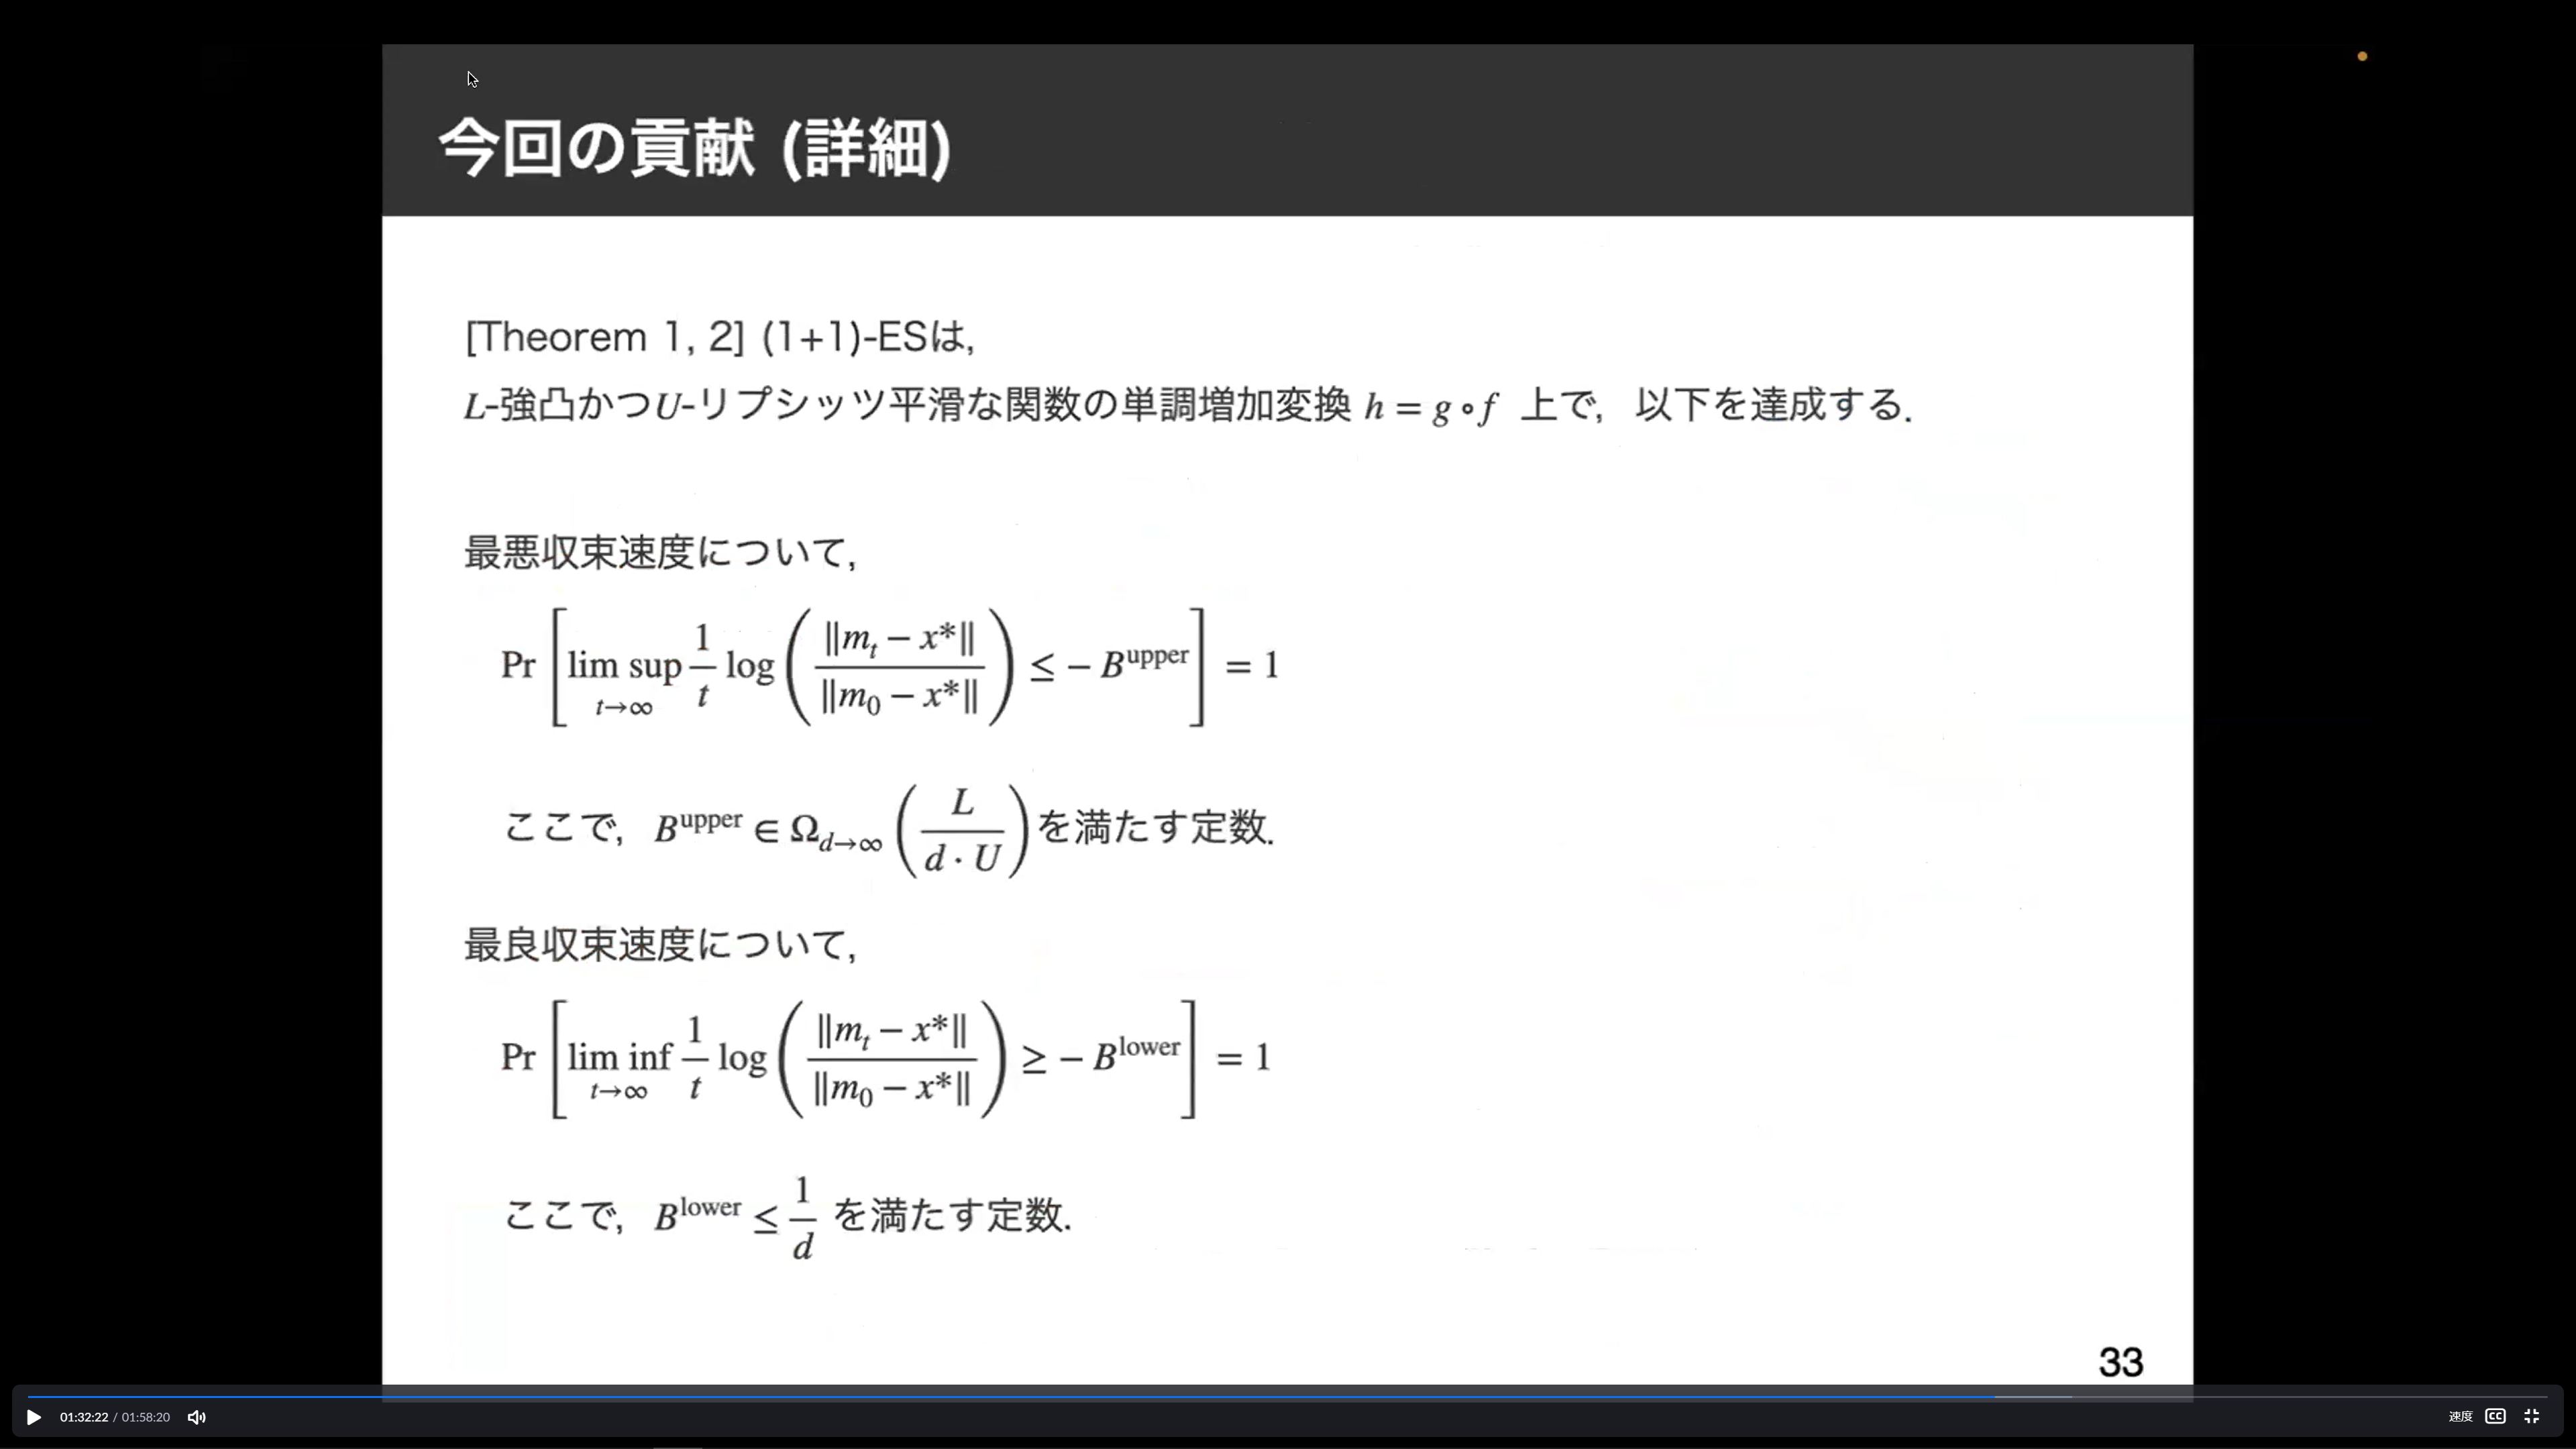 今回の貢献 (詳細)
[Theorem 1, 2] (1+1)-ESは,
L-強凸かつU-リプシッツ平滑な関数の単調増加変換 h = g∘f 上で, 以下を達成する.
最悪収束速度について,
Pr [ lim sup_{t→∞} 1/t log ( ‖m_t − x*‖ / ‖m_0 − x*‖ ) ≤ − B^upper ] = 1
ここで, B^upper ∈ Ω_{d→∞} ( L / d · U ) を満たす定数.
最良収束速度について,
Pr [ lim inf_{t→∞} 1/t log ( ‖m_t − x*‖ / ‖m_0 − x*‖ ) ≥ − B^lower ] = 1
ここで, B^lower ≤ 1/d を満たす定数.
33
01:32:22 / 01:58:20
速度 CC